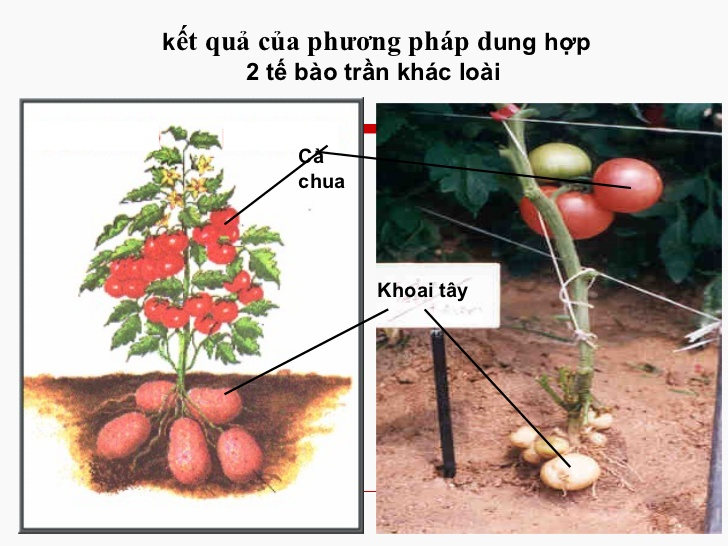 kết quả của phương pháp dung hợp
2 tế bào trần khác loài
Cà
chua
Khoai tây